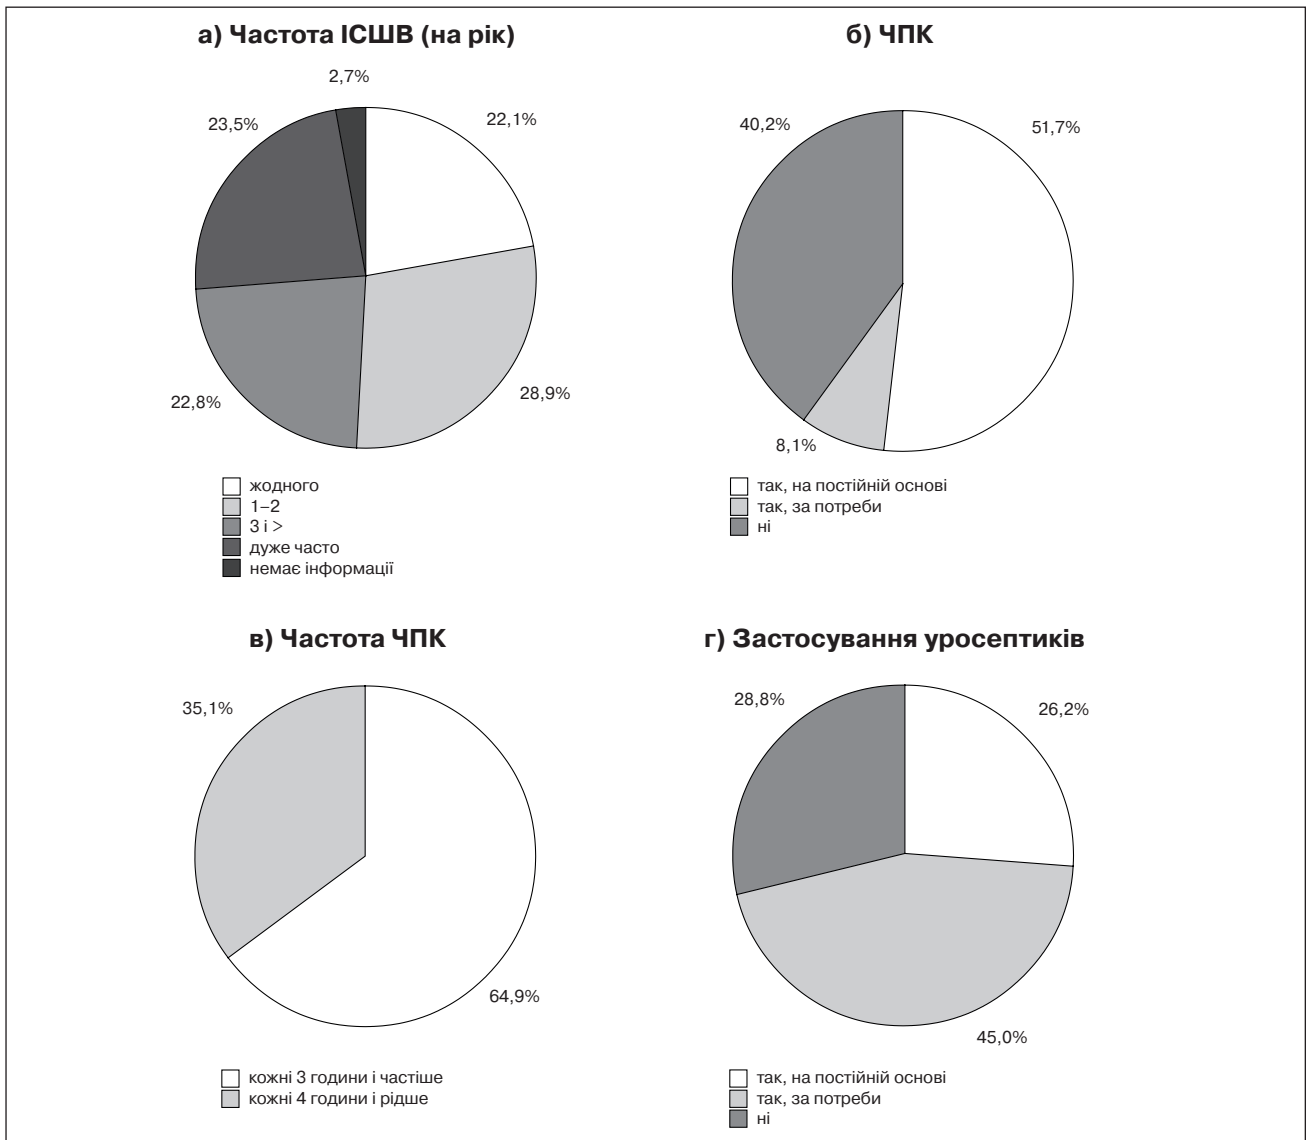 а) Частота ІСШВ (на рік)
2,7%
23,5%
22,1%
22,8%
28,9%
жодного
1–2
3 і >
дуже часто
немає інформації
б) ЧПК
40,2%
51,7%
8,1%
так, на постійній основі
так, за потреби
ні
в) Частота ЧПК
35,1%
64,9%
кожні 3 години і частіше
кожні 4 години і рідше
г) Застосування уросептиків
28,8%
26,2%
45,0%
так, на постійній основі
так, за потреби
ні